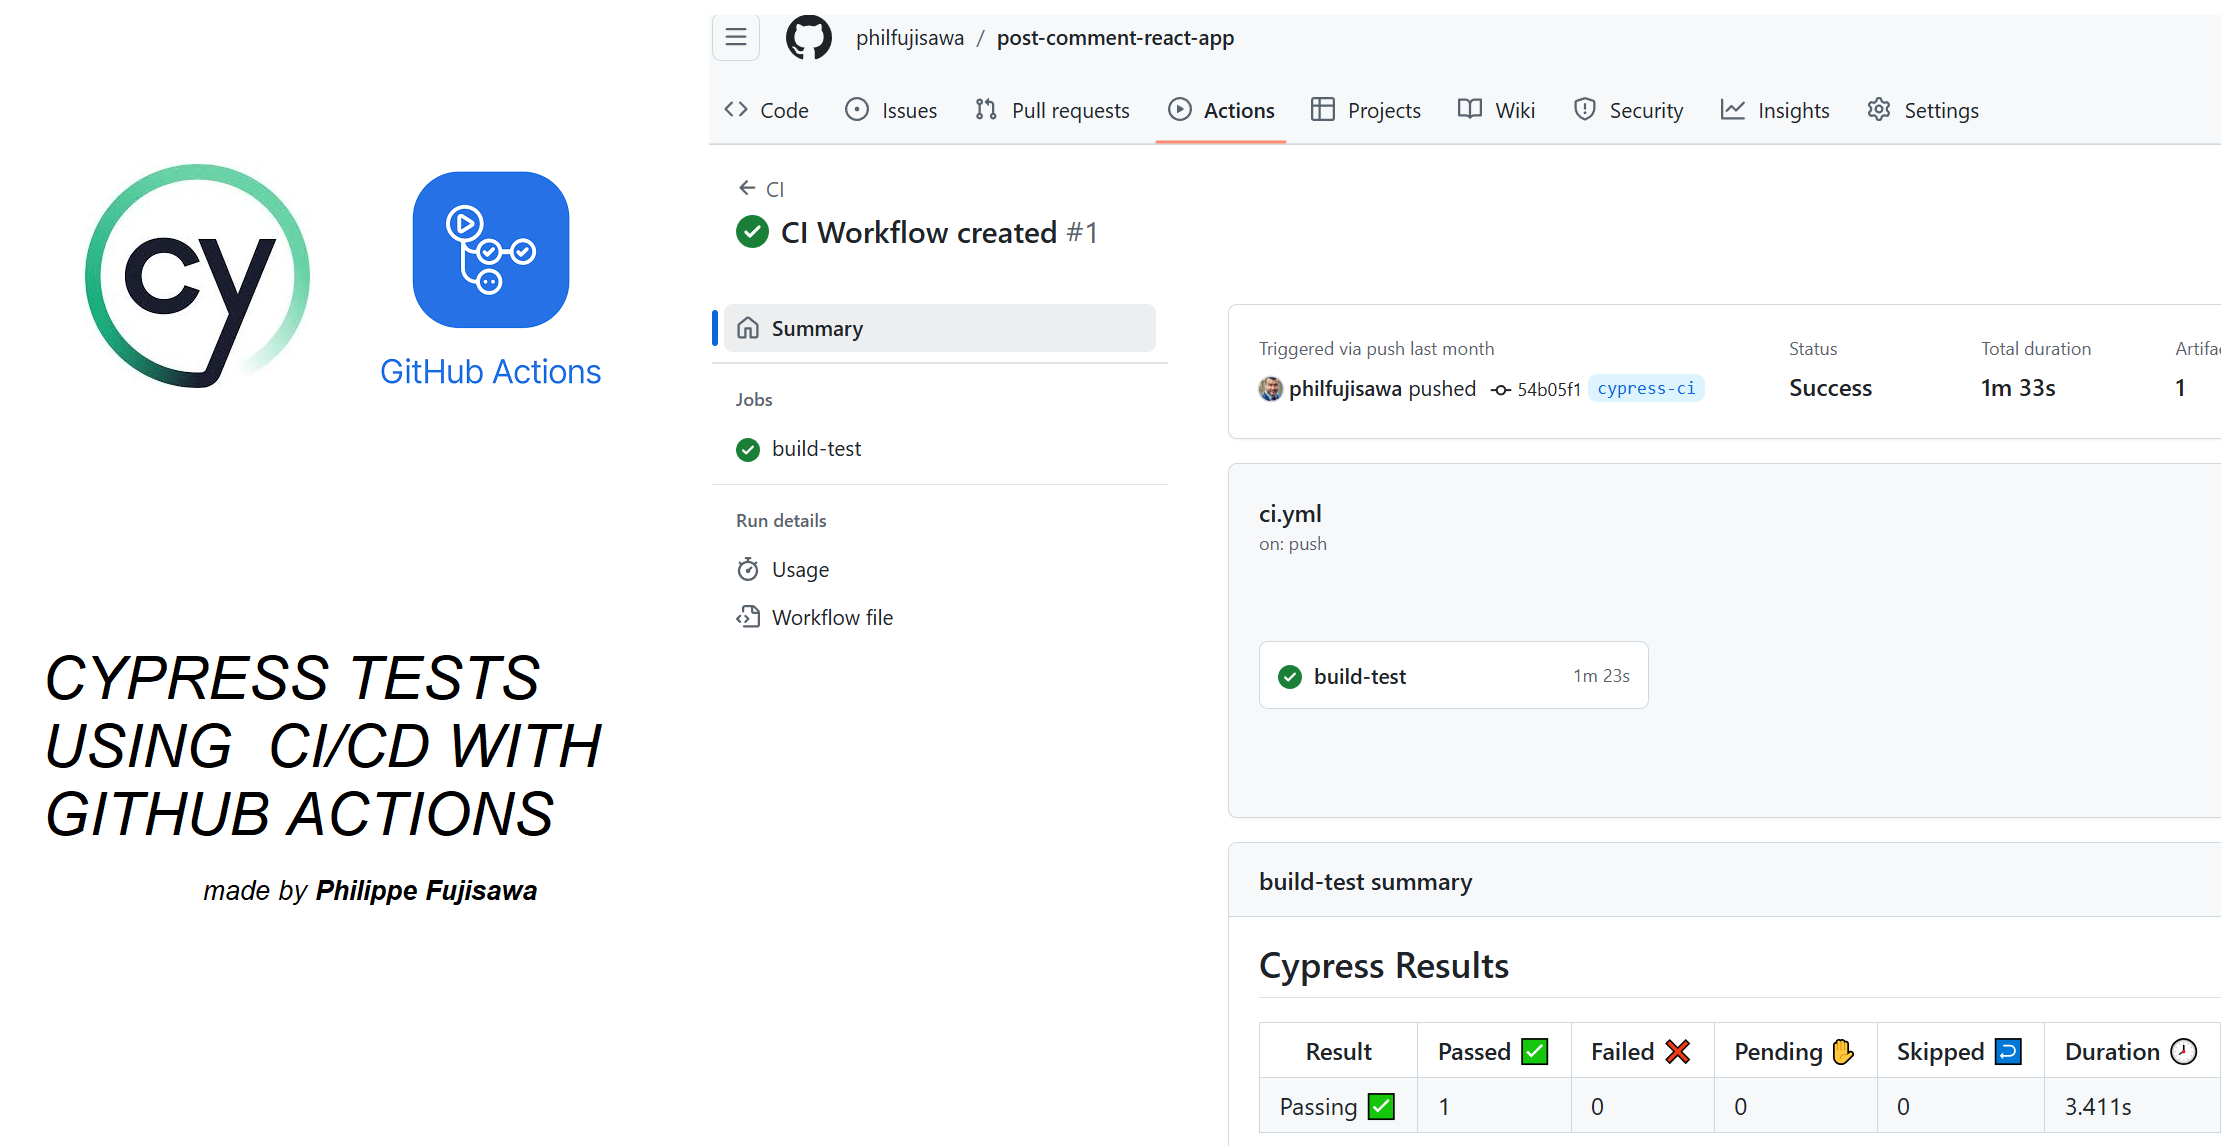 cy
GitHub Actions
CYPRESS TESTS
USING CI/CD WITH
GITHUB ACTIONS
made by Philippe Fujisawa
philfujisawa / post-comment-react-app
Code Issues Pull requests Actions Projects Wiki Security Insights Settings
CI
CI Workflow created #1
Summary
Jobs
build-test
Run details
Usage
Workflow file
Triggered via push last month
philfujisawa pushed 54b05f1 cypress-ci
Status
Success
Total duration
1m 33s
Artifac
1
ci.yml
on: push
build-test 1m 23s
build-test summary
Cypress Results
Result Passed ✅ Failed ❌ Pending ✋ Skipped ↩️ Duration 🕗
Passing ✅ 1 0 0 0 3.411s